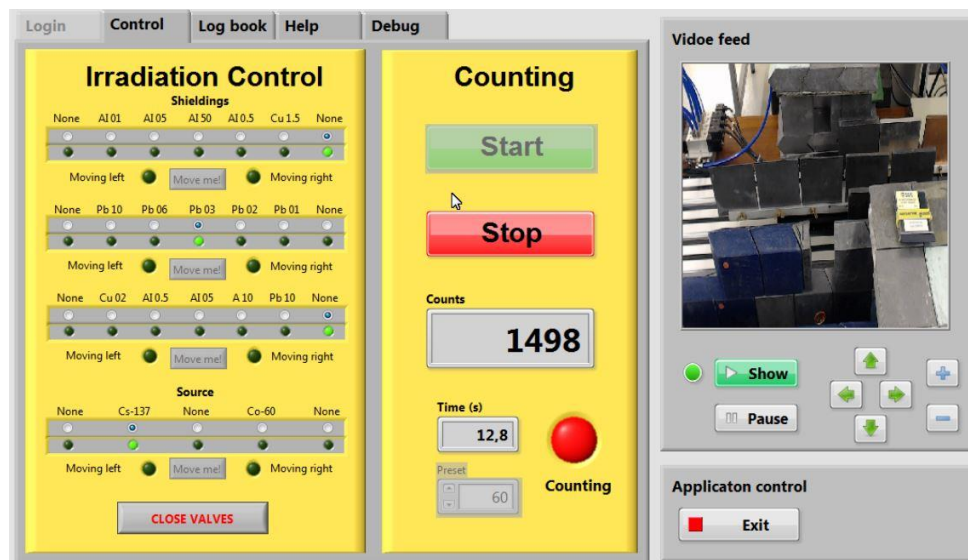 Login Control Log book Help Debug
Irradiation Control
Shieldings
None Al 01 Al 05 Al 50 Al 0.5 Cu 1.5 None
Moving left Move me! Moving right
None Pb 10 Pb 06 Pb 03 Pb 02 Pb 01 None
Moving left Move me! Moving right
None Cu 02 Al 0.5 Al 05 A 10 Pb 10 None
Moving left Move me! Moving right
Source
None Cs-137 None Co-60 None
Moving left Move me! Moving right
CLOSE VALVES
Counting
Start
Stop
Counts
1498
Time (s)
12,8
Preset
60
Counting
Vidoe feed
Show
Pause
Applicaton control
Exit